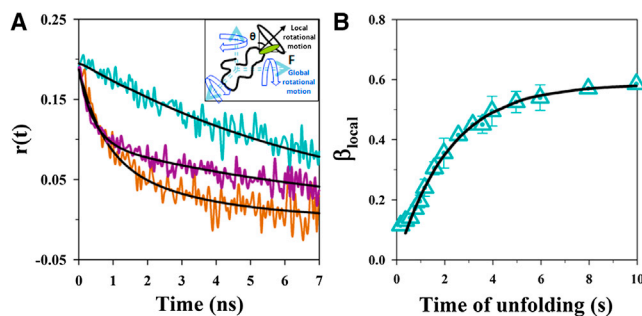 A
r(t)
0.25
0.15
0.05
-0.05
0
1
2
3
4
5
6
7
Time (ns)
θ
F
Local
rotational
motion
Global
rotational
motion
B
βlocal
0.8
0.6
0.4
0.2
0.0
0
2
4
6
8
10
Time of unfolding (s)